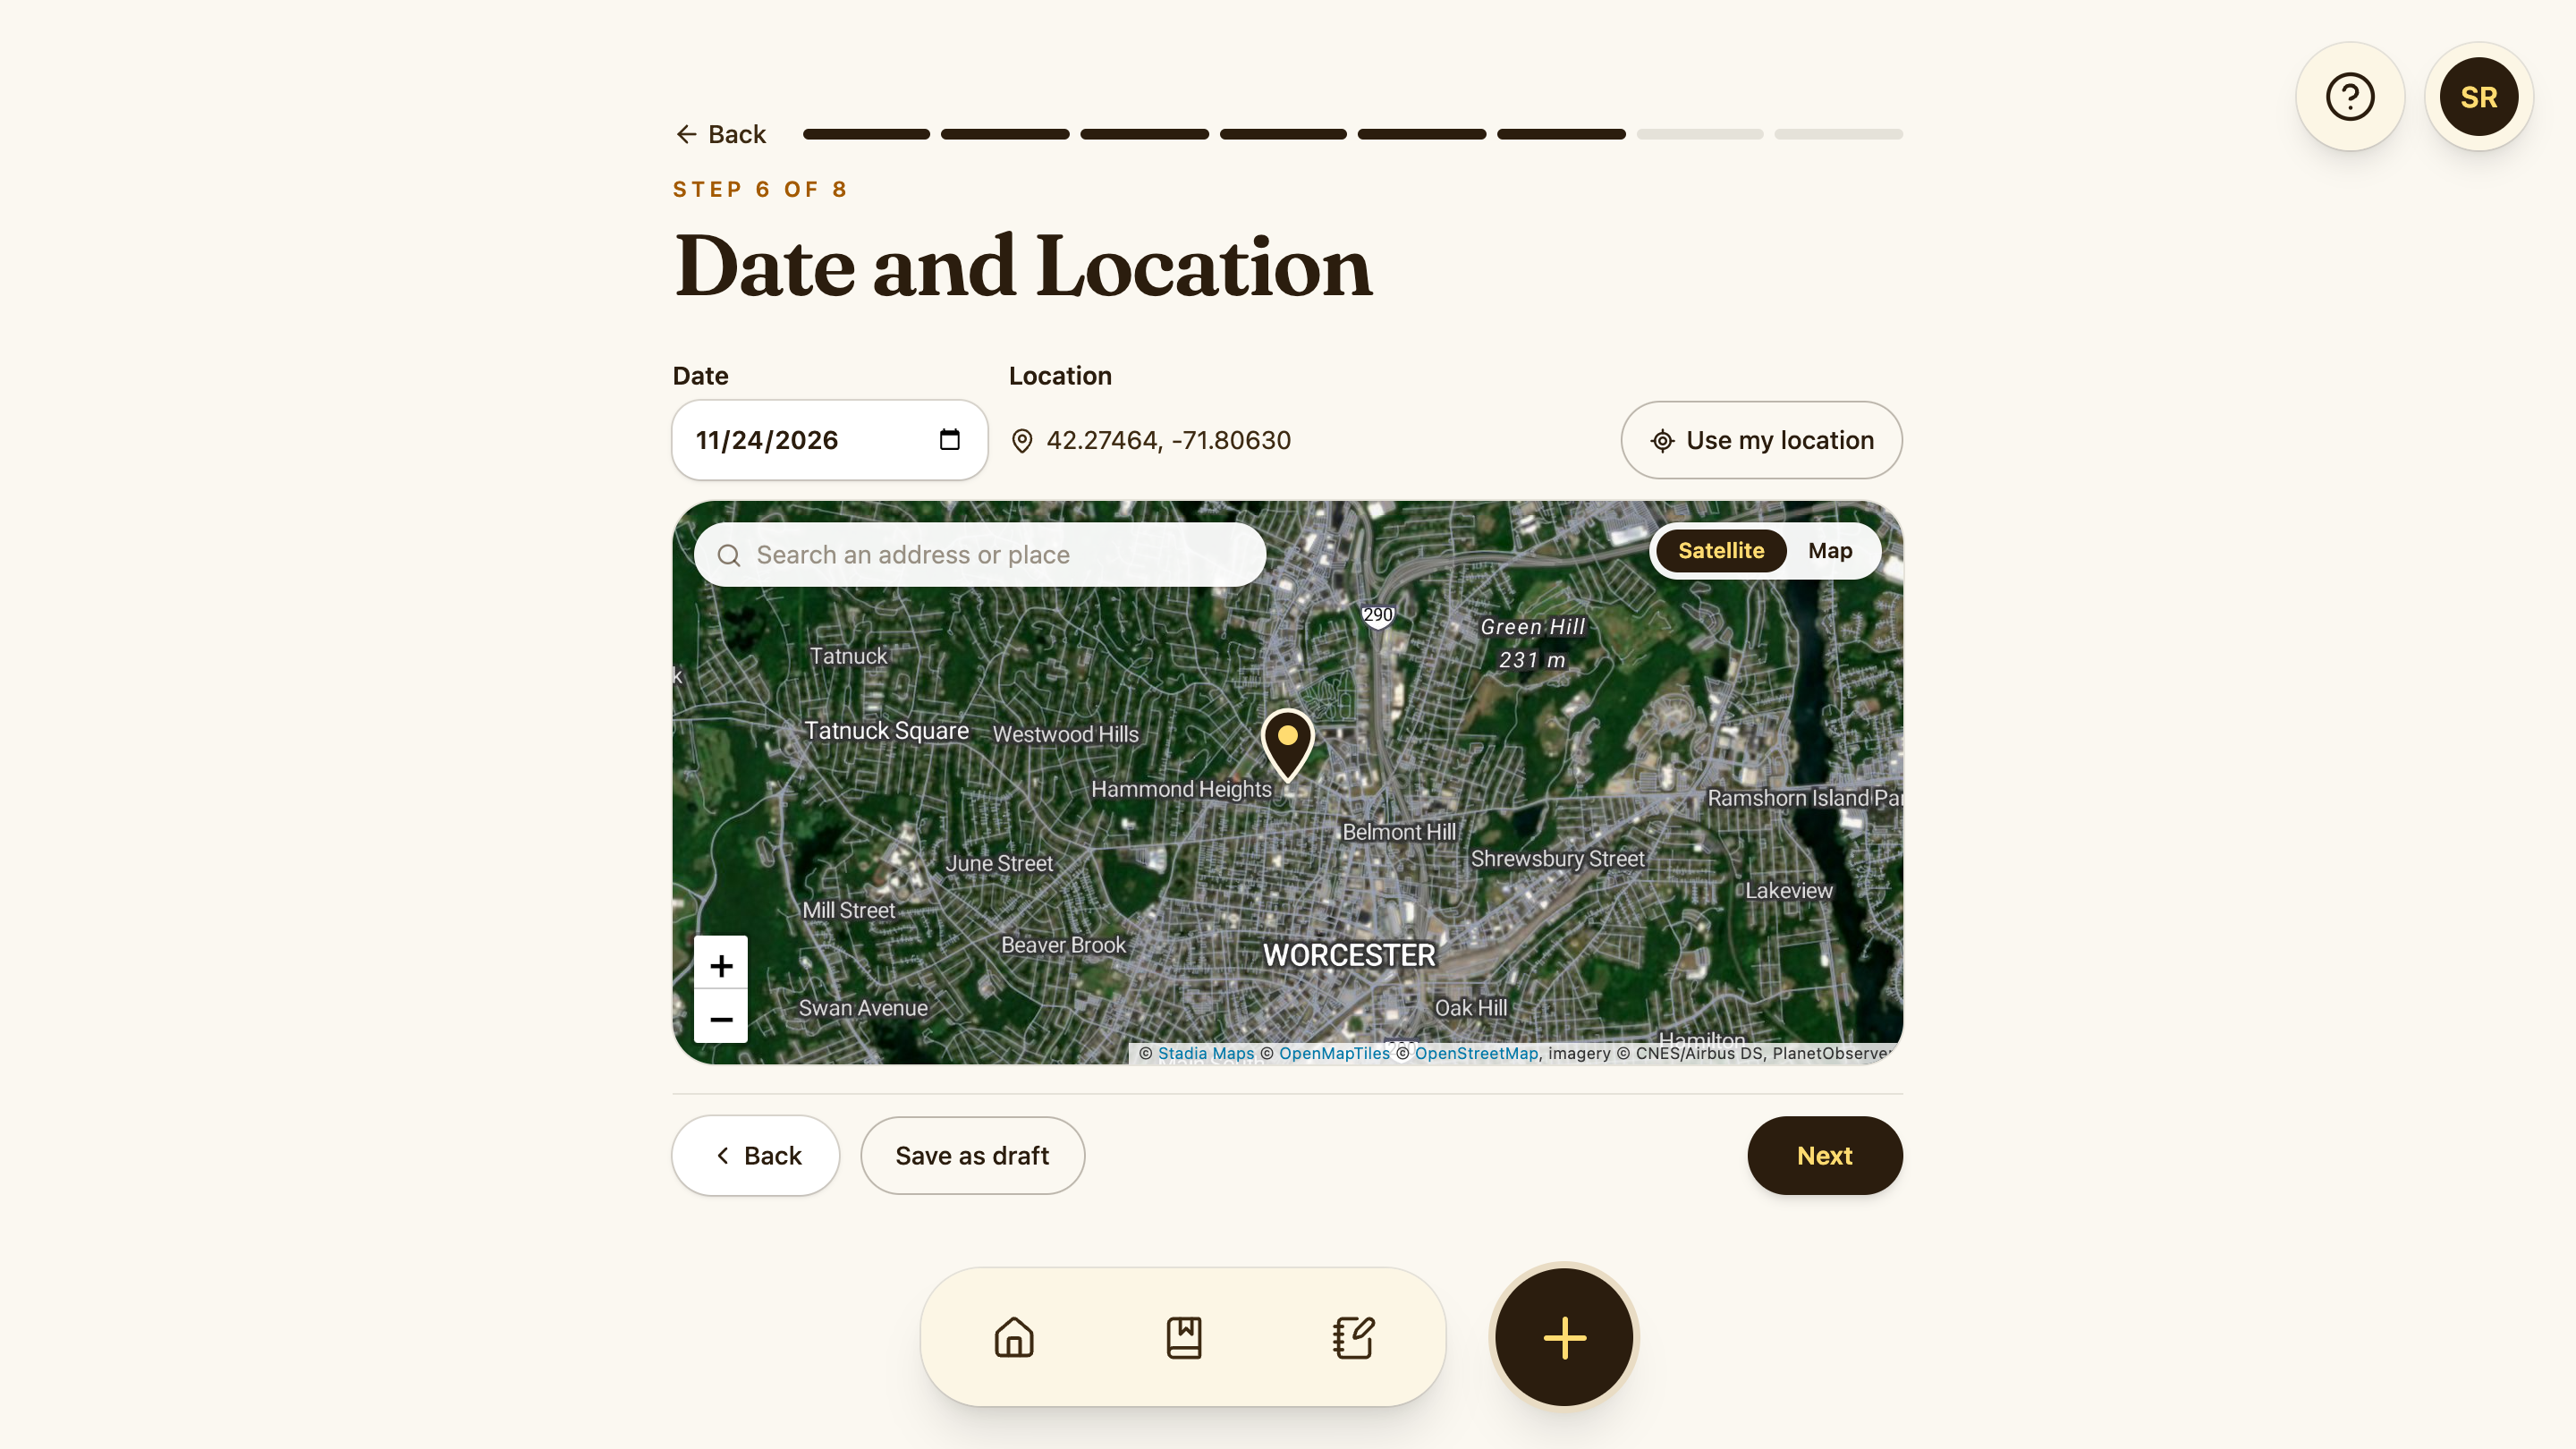 SR
Back
STEP 6 OF 8
Date and Location
Date
Location
11/24/2026
42.27464, -71.80630
Use my location
Search an address or place
Satellite
Map
290
Green Hill
231 m
Tatnuck
k
Tatnuck Square
Westwood Hills
Hammond Heights
Ramshorn Island Par
Belmont Hill
Shrewsbury Street
June Street
Lakeview
Mill Street
Beaver Brook
WORCESTER
Swan Avenue
Oak Hill
Hamilton
© Stadia Maps © OpenMapTiles © OpenStreetMap, imagery © CNES/Airbus DS, PlanetObserver
Back
Save as draft
Next